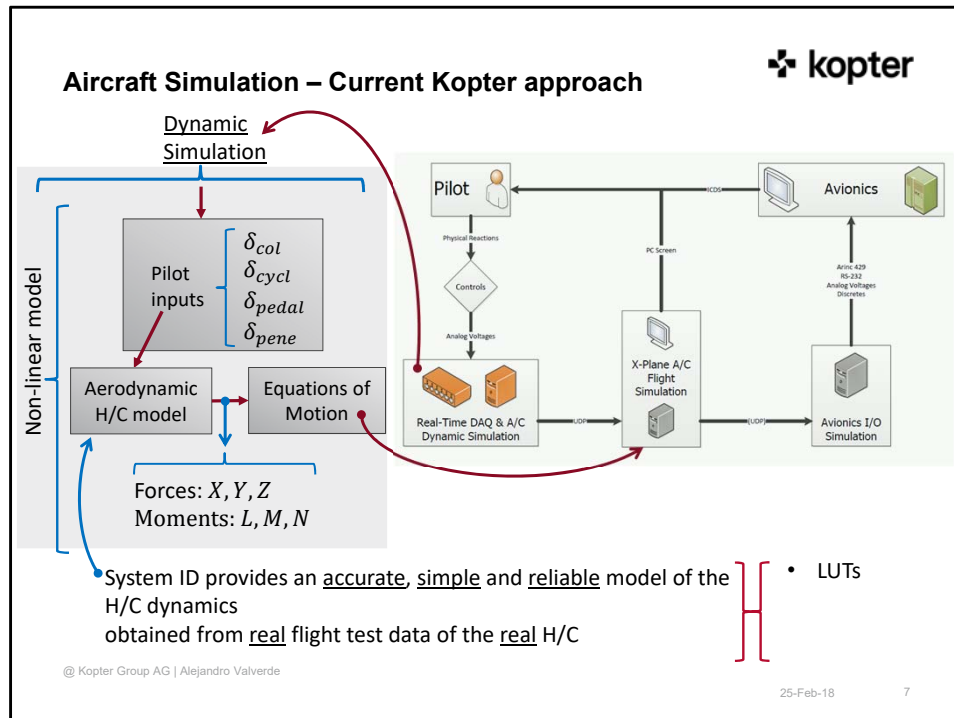 kopter
Aircraft Simulation – Current Kopter approach
Dynamic
Simulation
Non-linear model
Pilot
inputs
δcol
δcycl
δpedal
δpene
Aerodynamic
H/C model
Equations of
Motion
Forces: X, Y, Z
Moments: L, M, N
Pilot
Physical Reactions
Controls
Analog Voltages
Real-Time DAQ & A/C
Dynamic Simulation
UDP
PC Screen
X-Plane A/C
Flight
Simulation
(UDP)
ICDS
Avionics
Arinc 429
RS-232
Analog Voltages
Discretes
Avionics I/O
Simulation
System ID provides an accurate, simple and reliable model of the
H/C dynamics
obtained from real flight test data of the real H/C
• LUTs
@ Kopter Group AG | Alejandro Valverde
25-Feb-18
7